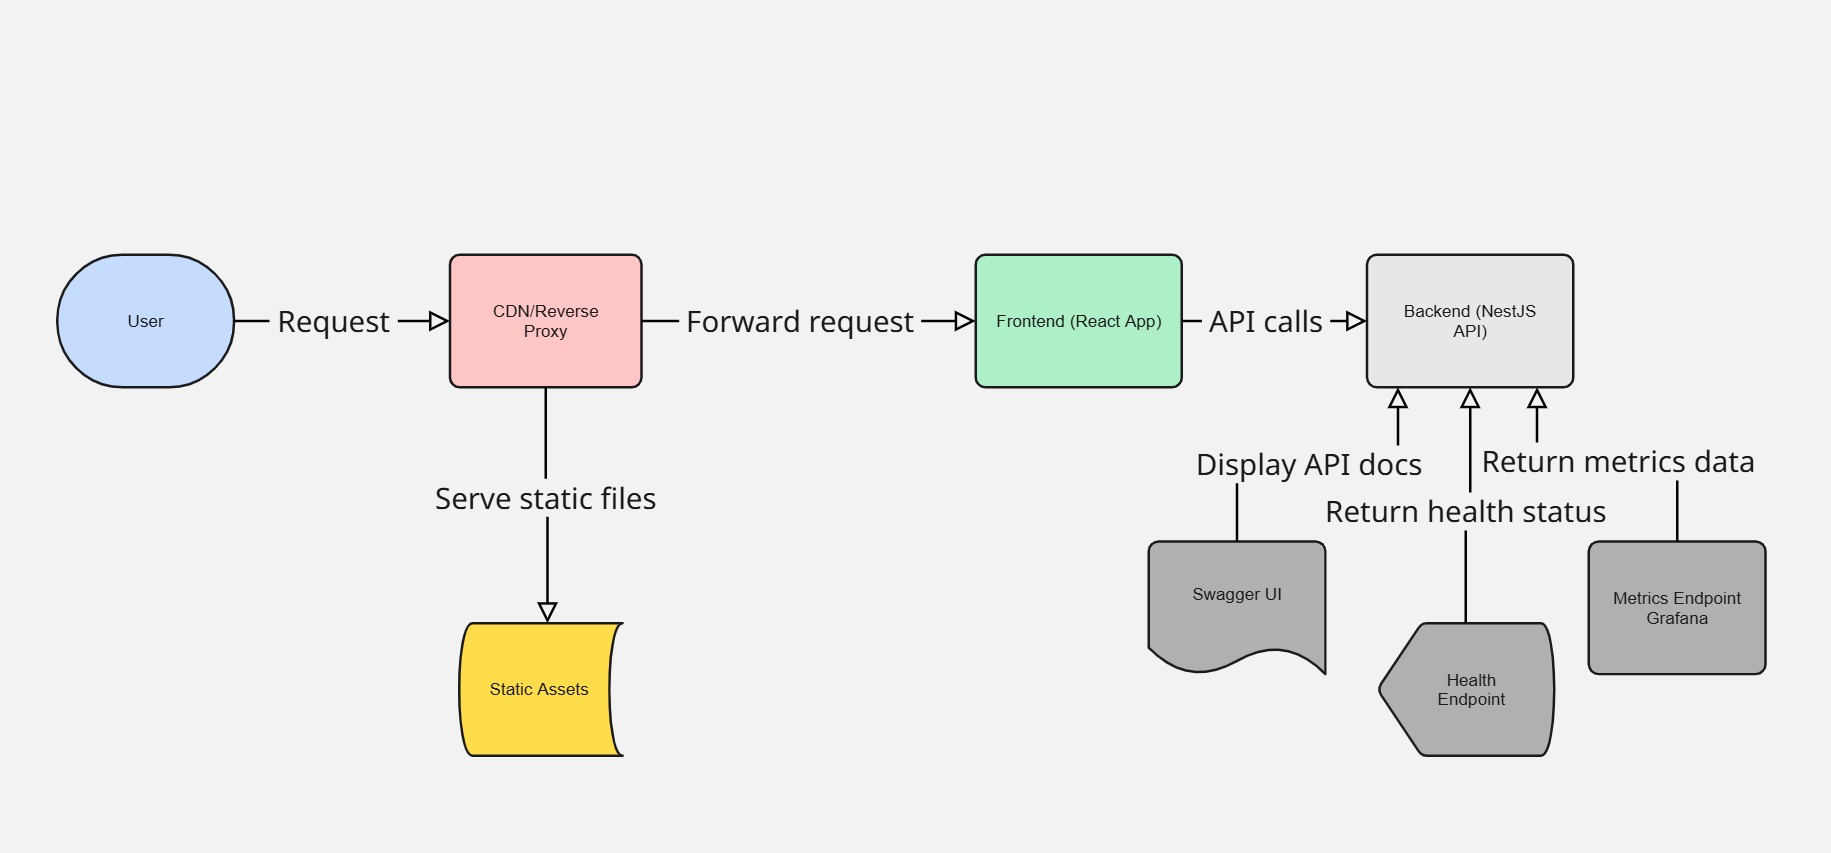 User
Request
CDN/Reverse
Proxy
Forward request
Frontend (React App)
API calls
Backend (NestJS
API)
Serve static files
Display API docs
Return metrics data
Return health status
Static Assets
Swagger UI
Health
Endpoint
Metrics Endpoint
Grafana